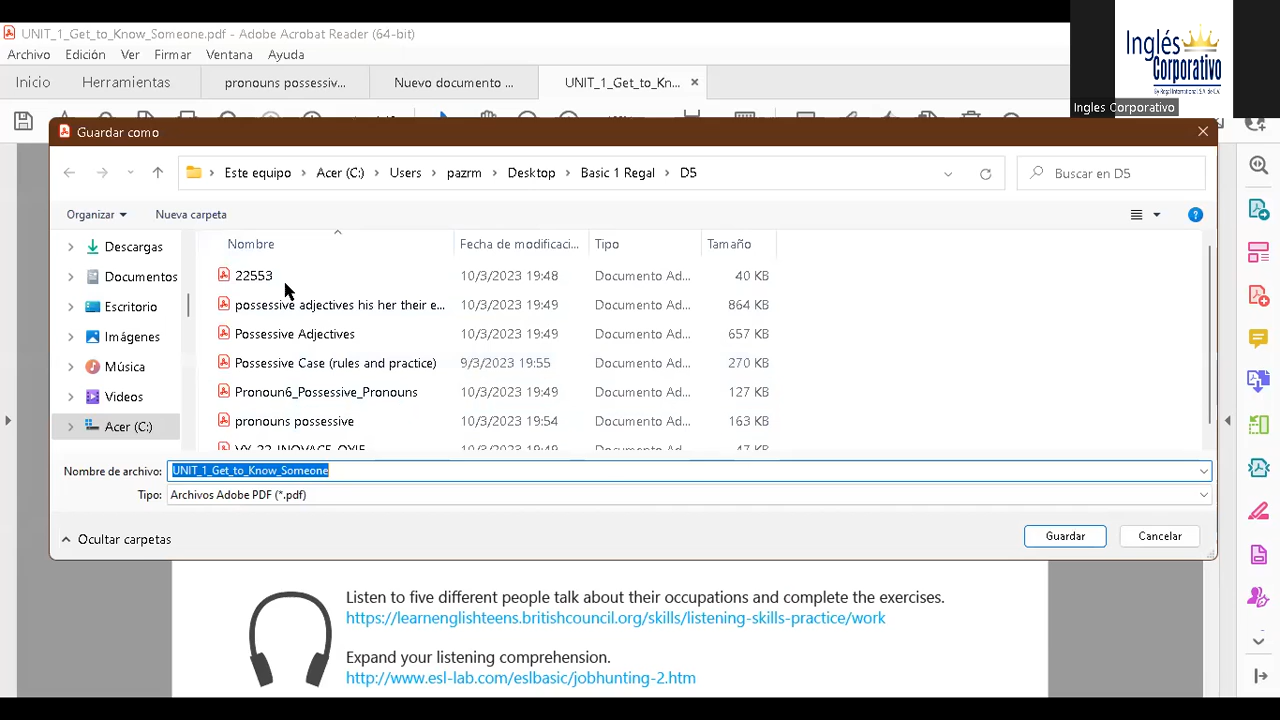 UNIT_1_Get_to_Know_Someone.pdf - Adobe Acrobat Reader (64-bit)
Archivo Edición Ver Firmar Ventana Ayuda
Inicio Herramientas pronouns possessiv... Nuevo documento ... UNIT_1_Get_to_Kn... ×
Inglés
Corporativo
Ingles Corporativo
Guardar como
Este equipo > Acer (C:) > Users > pazrm > Desktop > Basic 1 Regal > D5
Buscar en D5
Organizar Nueva carpeta
Nombre Fecha de modificaci... Tipo Tamaño
Descargas
Documentos
Escritorio
Imágenes
Música
Videos
Acer (C:)
22553 10/3/2023 19:48 Documento Ad... 40 KB
possessive adjectives his her their e... 10/3/2023 19:49 Documento Ad... 864 KB
Possessive Adjectives 10/3/2023 19:49 Documento Ad... 657 KB
Possessive Case (rules and practice) 9/3/2023 19:55 Documento Ad... 270 KB
Pronoun6_Possessive_Pronouns 10/3/2023 19:49 Documento Ad... 127 KB
pronouns possessive 10/3/2023 19:54 Documento Ad... 163 KB
10/3/2023 19:49 Documento Ad... 47 KB
Nombre de archivo: UNIT_1_Get_to_Know_Someone
Tipo: Archivos Adobe PDF (*.pdf)
Ocultar carpetas Guardar Cancelar
Listen to five different people talk about their occupations and complete the exercises.
https://learnenglishteens.britishcouncil.org/skills/listening-skills-practice/work
Expand your listening comprehension.
http://www.esl-lab.com/eslbasic/jobhunting-2.htm